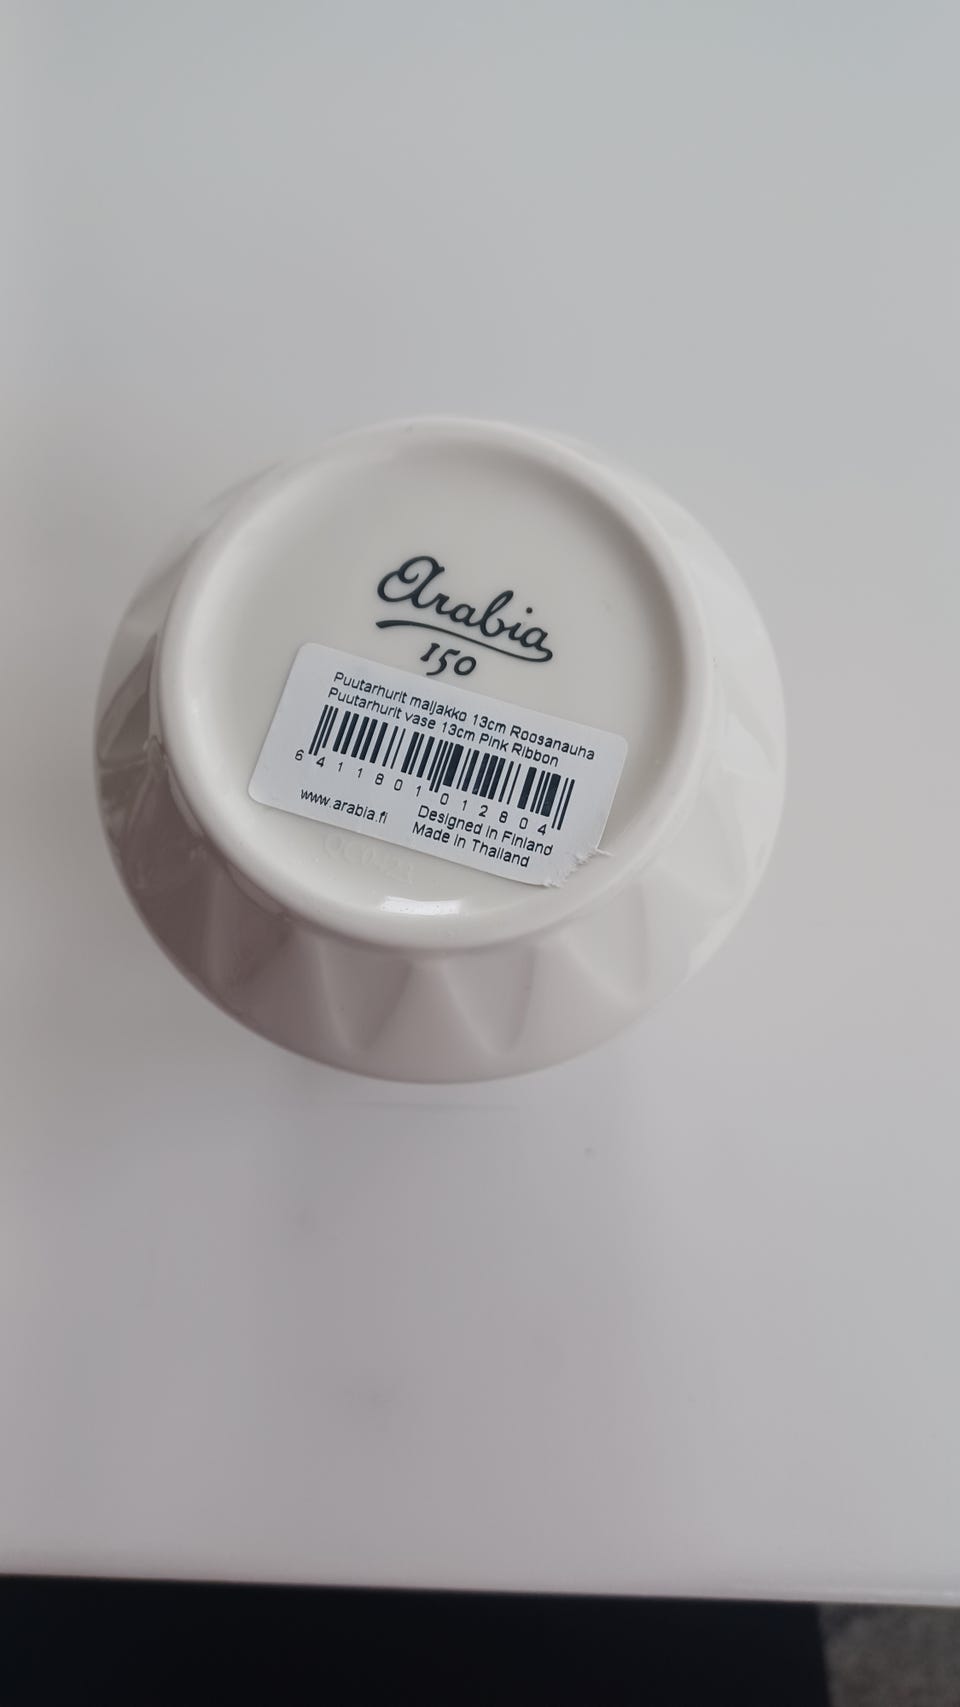 Arabia
150
Puutarhurit maljakko 13cm Roosanauha
Puutarhurit vase 13cm Pink Ribbon
6 411801 012804
www.arabia.fi
Designed in Finland
Made in Thailand